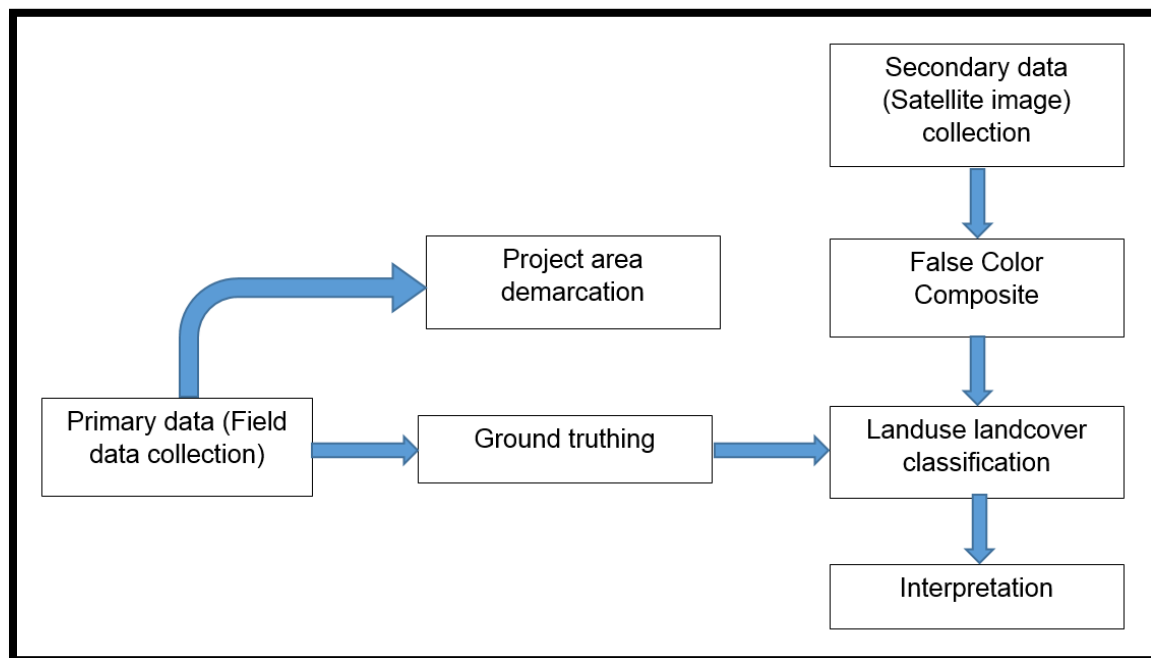 Secondary data
(Satellite image)
collection
Project area
demarcation
False Color
Composite
Primary data (Field
data collection)
Ground truthing
Landuse landcover
classification
Interpretation